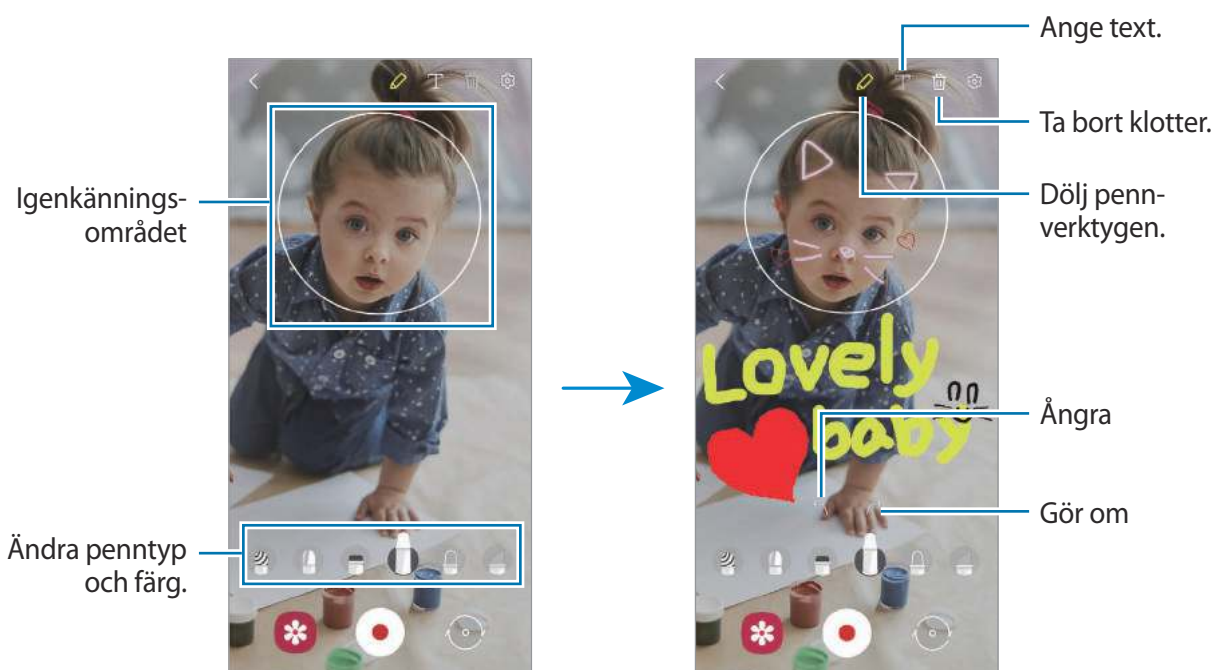 Ange text.
Ta bort klotter.
Igenkännings-
området
Dölj penn-
verktygen.
Lovely
baby
Ångra
Gör om
Ändra penntyp
och färg.